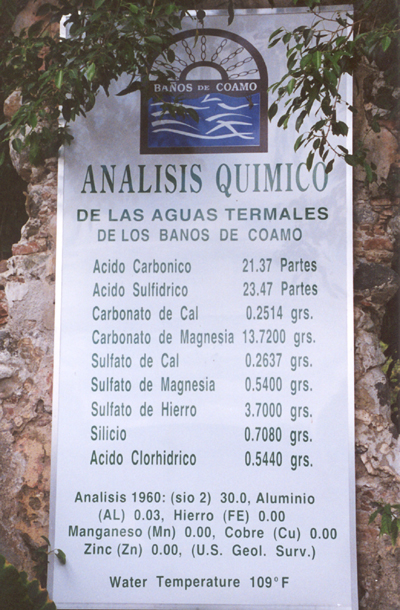 BAÑOS DE COAMO
ANALISIS QUIMICO
DE LAS AGUAS TERMALES
DE LOS BANOS DE COAMO
Acido Carbonico 21.37 Partes
Acido Sulfidrico 23.47 Partes
Carbonato de Cal 0.2514 grs.
Carbonato de Magnesia 13.7200 grs.
Sulfato de Cal 0.2637 grs.
Sulfato de Magnesia 0.5400 grs.
Sulfato de Hierro 3.7000 grs.
Silicio 0.7080 grs.
Acido Clorhidrico 0.5440 grs.
Analisis 1960: (sio 2) 30.0, Aluminio
(AL) 0.03, Hierro (FE) 0.00
Manganeso (Mn) 0.00, Cobre (Cu) 0.00
Zinc (Zn) 0.00, (U.S. Geol. Surv.)
Water Temperature 109°F